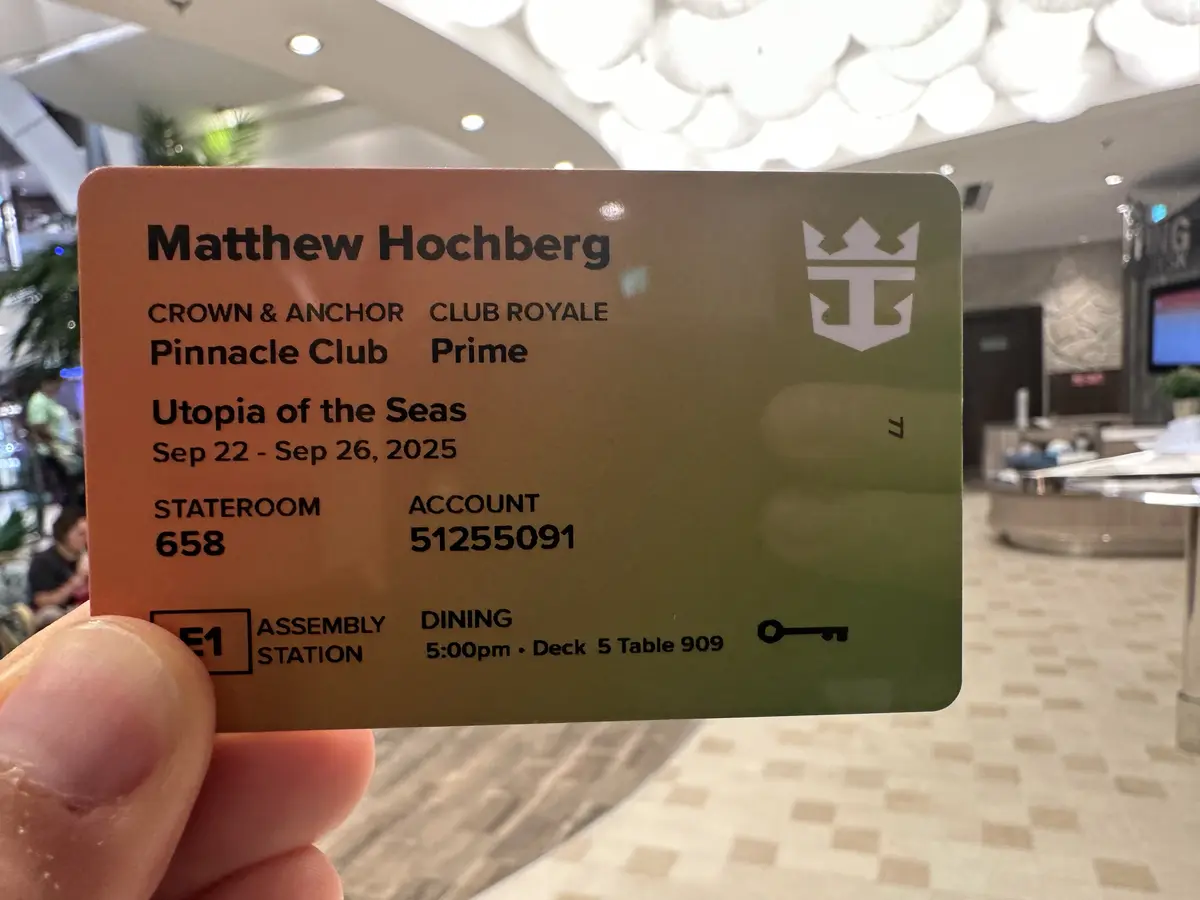 Matthew Hochberg
CROWN & ANCHOR CLUB ROYALE
Pinnacle Club Prime
Utopia of the Seas
Sep 22 - Sep 26, 2025
STATEROOM ACCOUNT
658 51255091
E1 ASSEMBLY STATION
DINING
5:00pm • Deck 5 Table 909
77